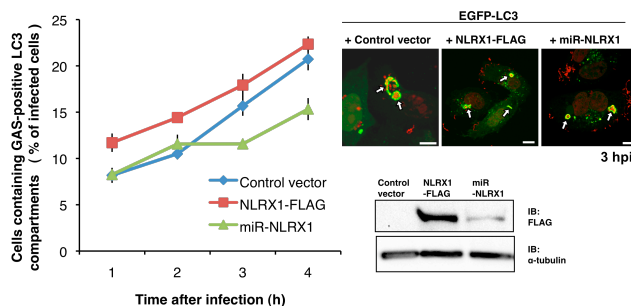 Cells containing GAS-positive LC3
compartments ( % of infected cells)
25
20
15
10
5
0
1 2 3 4
Time after infection (h)
Control vector
NLRX1-FLAG
miR-NLRX1
EGFP-LC3
+ Control vector + NLRX1-FLAG + miR-NLRX1
3 hpi
Control
vector
NLRX1
-FLAG
miR
-NLRX1
IB:
FLAG
IB:
α-tubulin